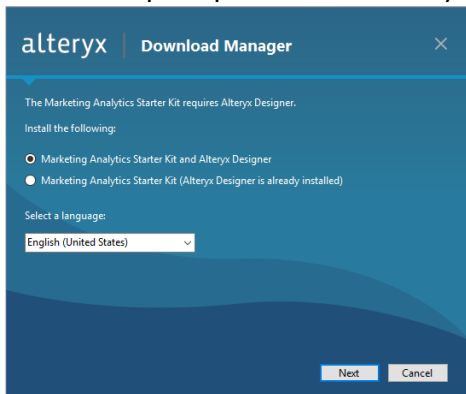 alteryx Download Manager
The Marketing Analytics Starter Kit requires Alteryx Designer.
Install the following:
Marketing Analytics Starter Kit and Alteryx Designer
Marketing Analytics Starter Kit (Alteryx Designer is already installed)
Select a language:
English (United States)
Next Cancel